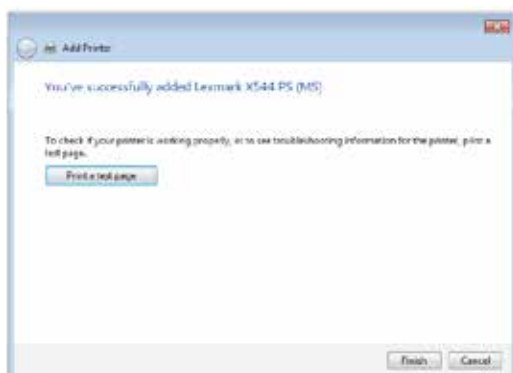 Add Printer
You've successfully added Lexmark X544 PS (MS)
To check if your printer is working properly, or to see troubleshooting information for the printer, print a
test page.
Print a test page
Finish Cancel